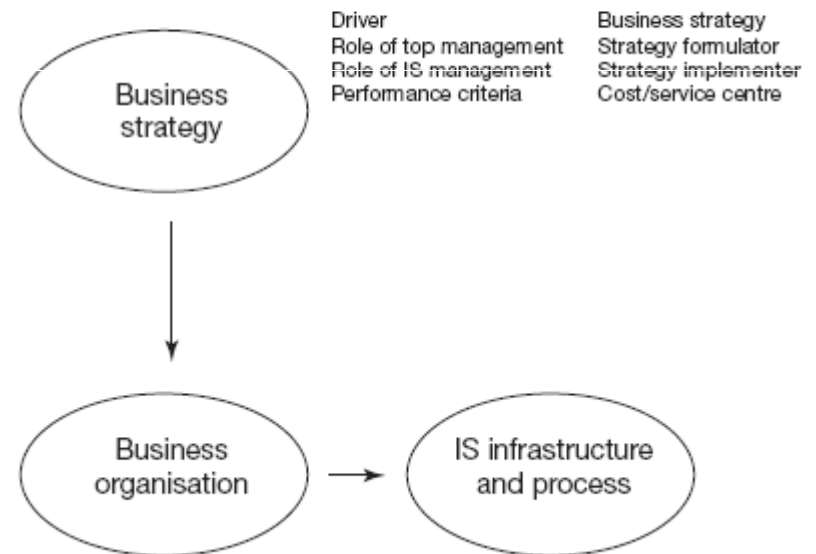 Driver Business strategy
Role of top management Strategy formulator
Role of IS management Strategy implementer
Performance criteria Cost/service centre
Business
strategy
Business
organisation
IS infrastructure
and process